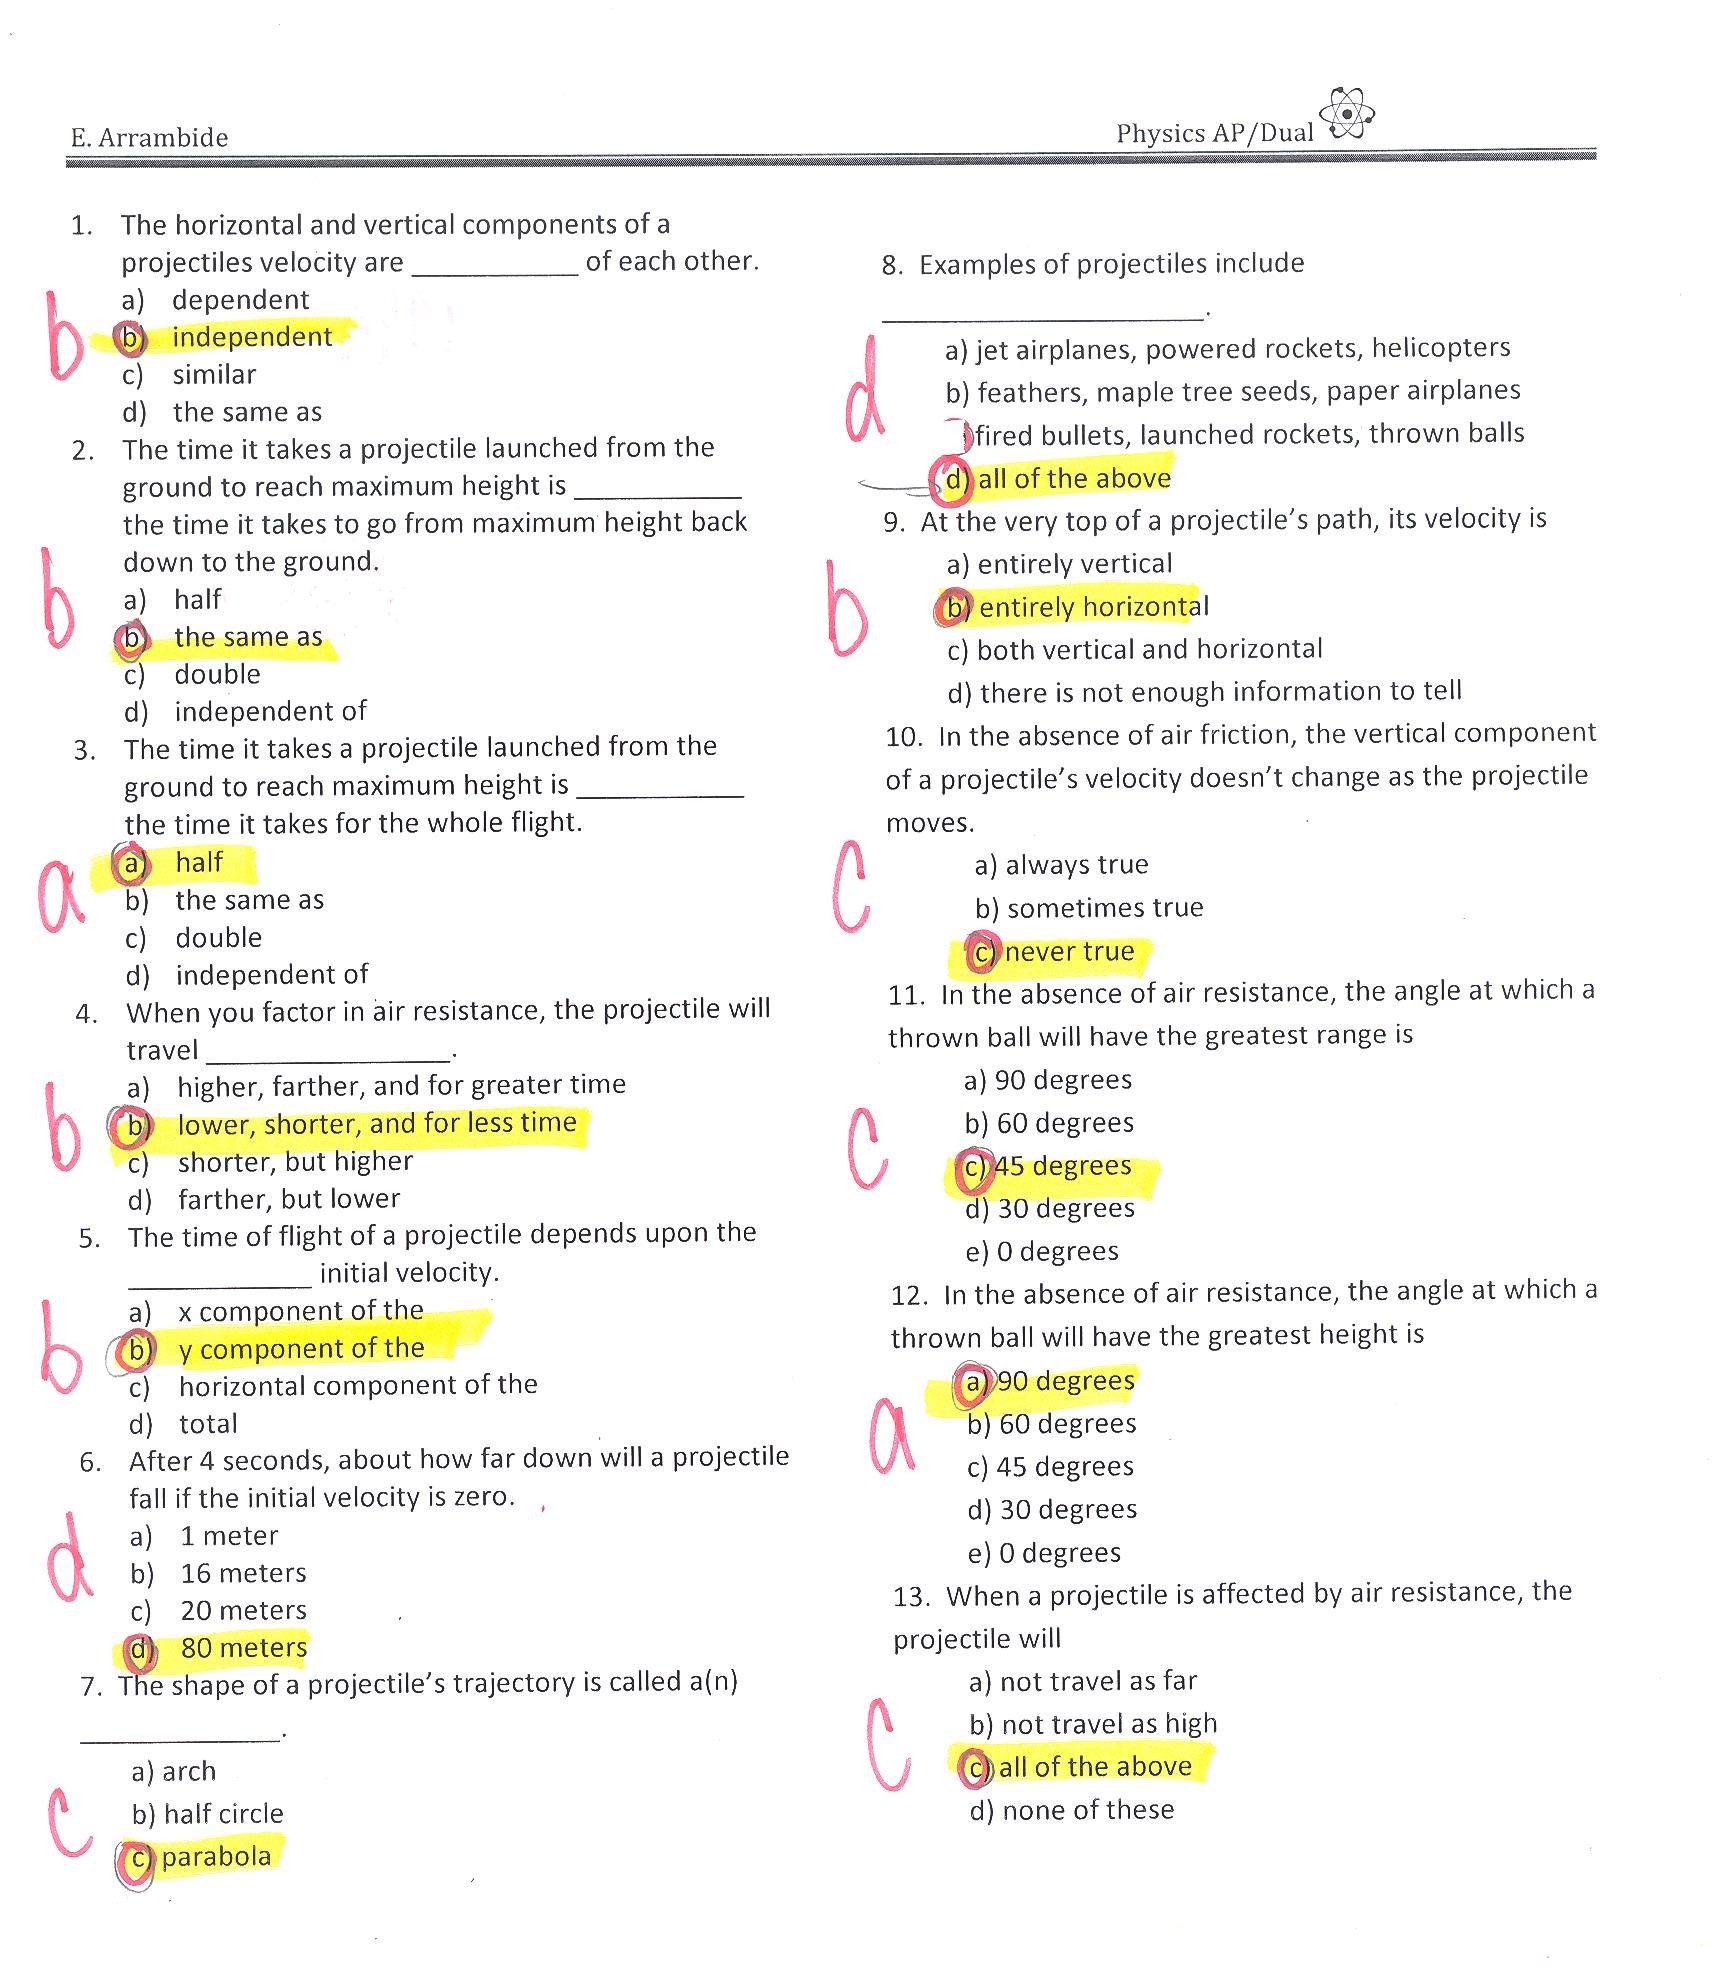 E. Arrambide
Physics AP/Dual
1. The horizontal and vertical components of a
projectiles velocity are ____________ of each other.
a) dependent
b b) independent
c) similar
d) the same as
2. The time it takes a projectile launched from the
ground to reach maximum height is ____________
the time it takes to go from maximum height back
down to the ground.
a) half
b b) the same as
c) double
d) independent of
3. The time it takes a projectile launched from the
ground to reach maximum height is ____________
the time it takes for the whole flight.
a a) half
b) the same as
c) double
d) independent of
4. When you factor in air resistance, the projectile will
travel __________________.
a) higher, farther, and for greater time
b b) lower, shorter, and for less time
c) shorter, but higher
d) farther, but lower
5. The time of flight of a projectile depends upon the
_____________ initial velocity.
a) x component of the
b b) y component of the
c) horizontal component of the
d) total
6. After 4 seconds, about how far down will a projectile
fall if the initial velocity is zero.
a) 1 meter
d b) 16 meters
c) 20 meters
d) 80 meters
7. The shape of a projectile's trajectory is called a(n)
_______________.
a) arch
c b) half circle
c) parabola
8. Examples of projectiles include
________________________.
a) jet airplanes, powered rockets, helicopters
d b) feathers, maple tree seeds, paper airplanes
)fired bullets, launched rockets, thrown balls
d) all of the above
9. At the very top of a projectile's path, its velocity is
a) entirely vertical
b b) entirely horizontal
c) both vertical and horizontal
d) there is not enough information to tell
10. In the absence of air friction, the vertical component
of a projectile's velocity doesn't change as the projectile
moves.
a) always true
c b) sometimes true
c) never true
11. In the absence of air resistance, the angle at which a
thrown ball will have the greatest range is
a) 90 degrees
b) 60 degrees
c c) 45 degrees
d) 30 degrees
e) 0 degrees
12. In the absence of air resistance, the angle at which a
thrown ball will have the greatest height is
a) 90 degrees
a b) 60 degrees
c) 45 degrees
d) 30 degrees
e) 0 degrees
13. When a projectile is affected by air resistance, the
projectile will
a) not travel as far
b) not travel as high
c c) all of the above
d) none of these